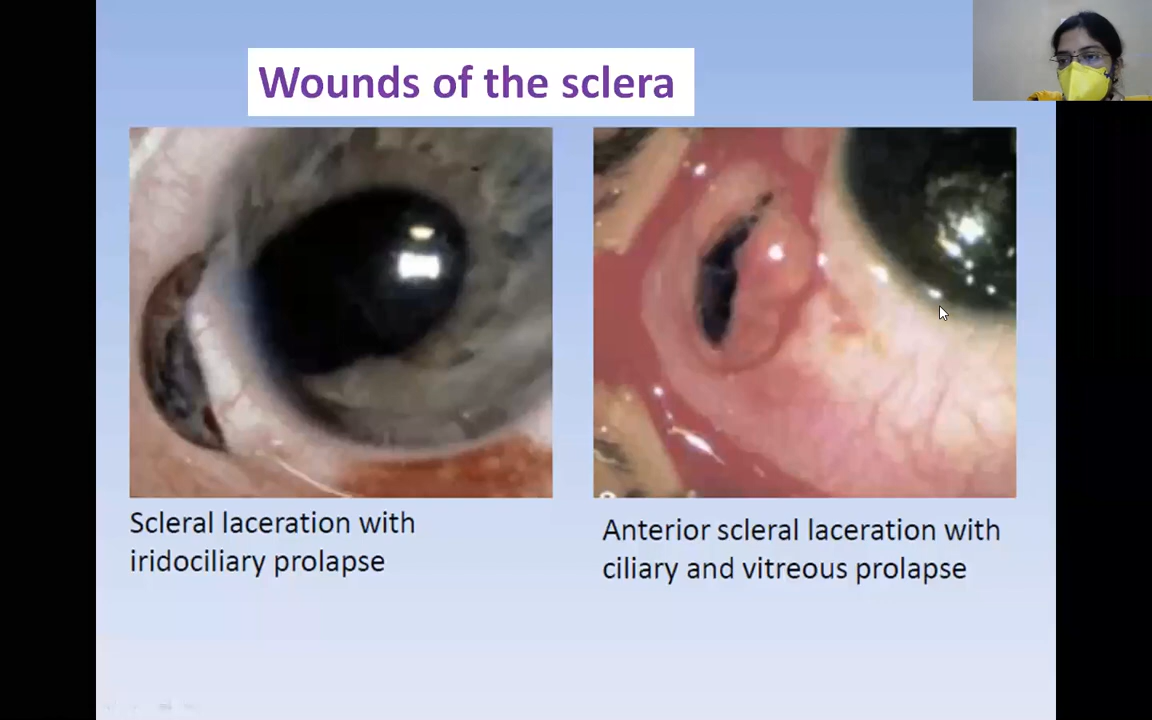 Wounds of the sclera
Scleral laceration with
iridociliary prolapse
Anterior scleral laceration with
ciliary and vitreous prolapse